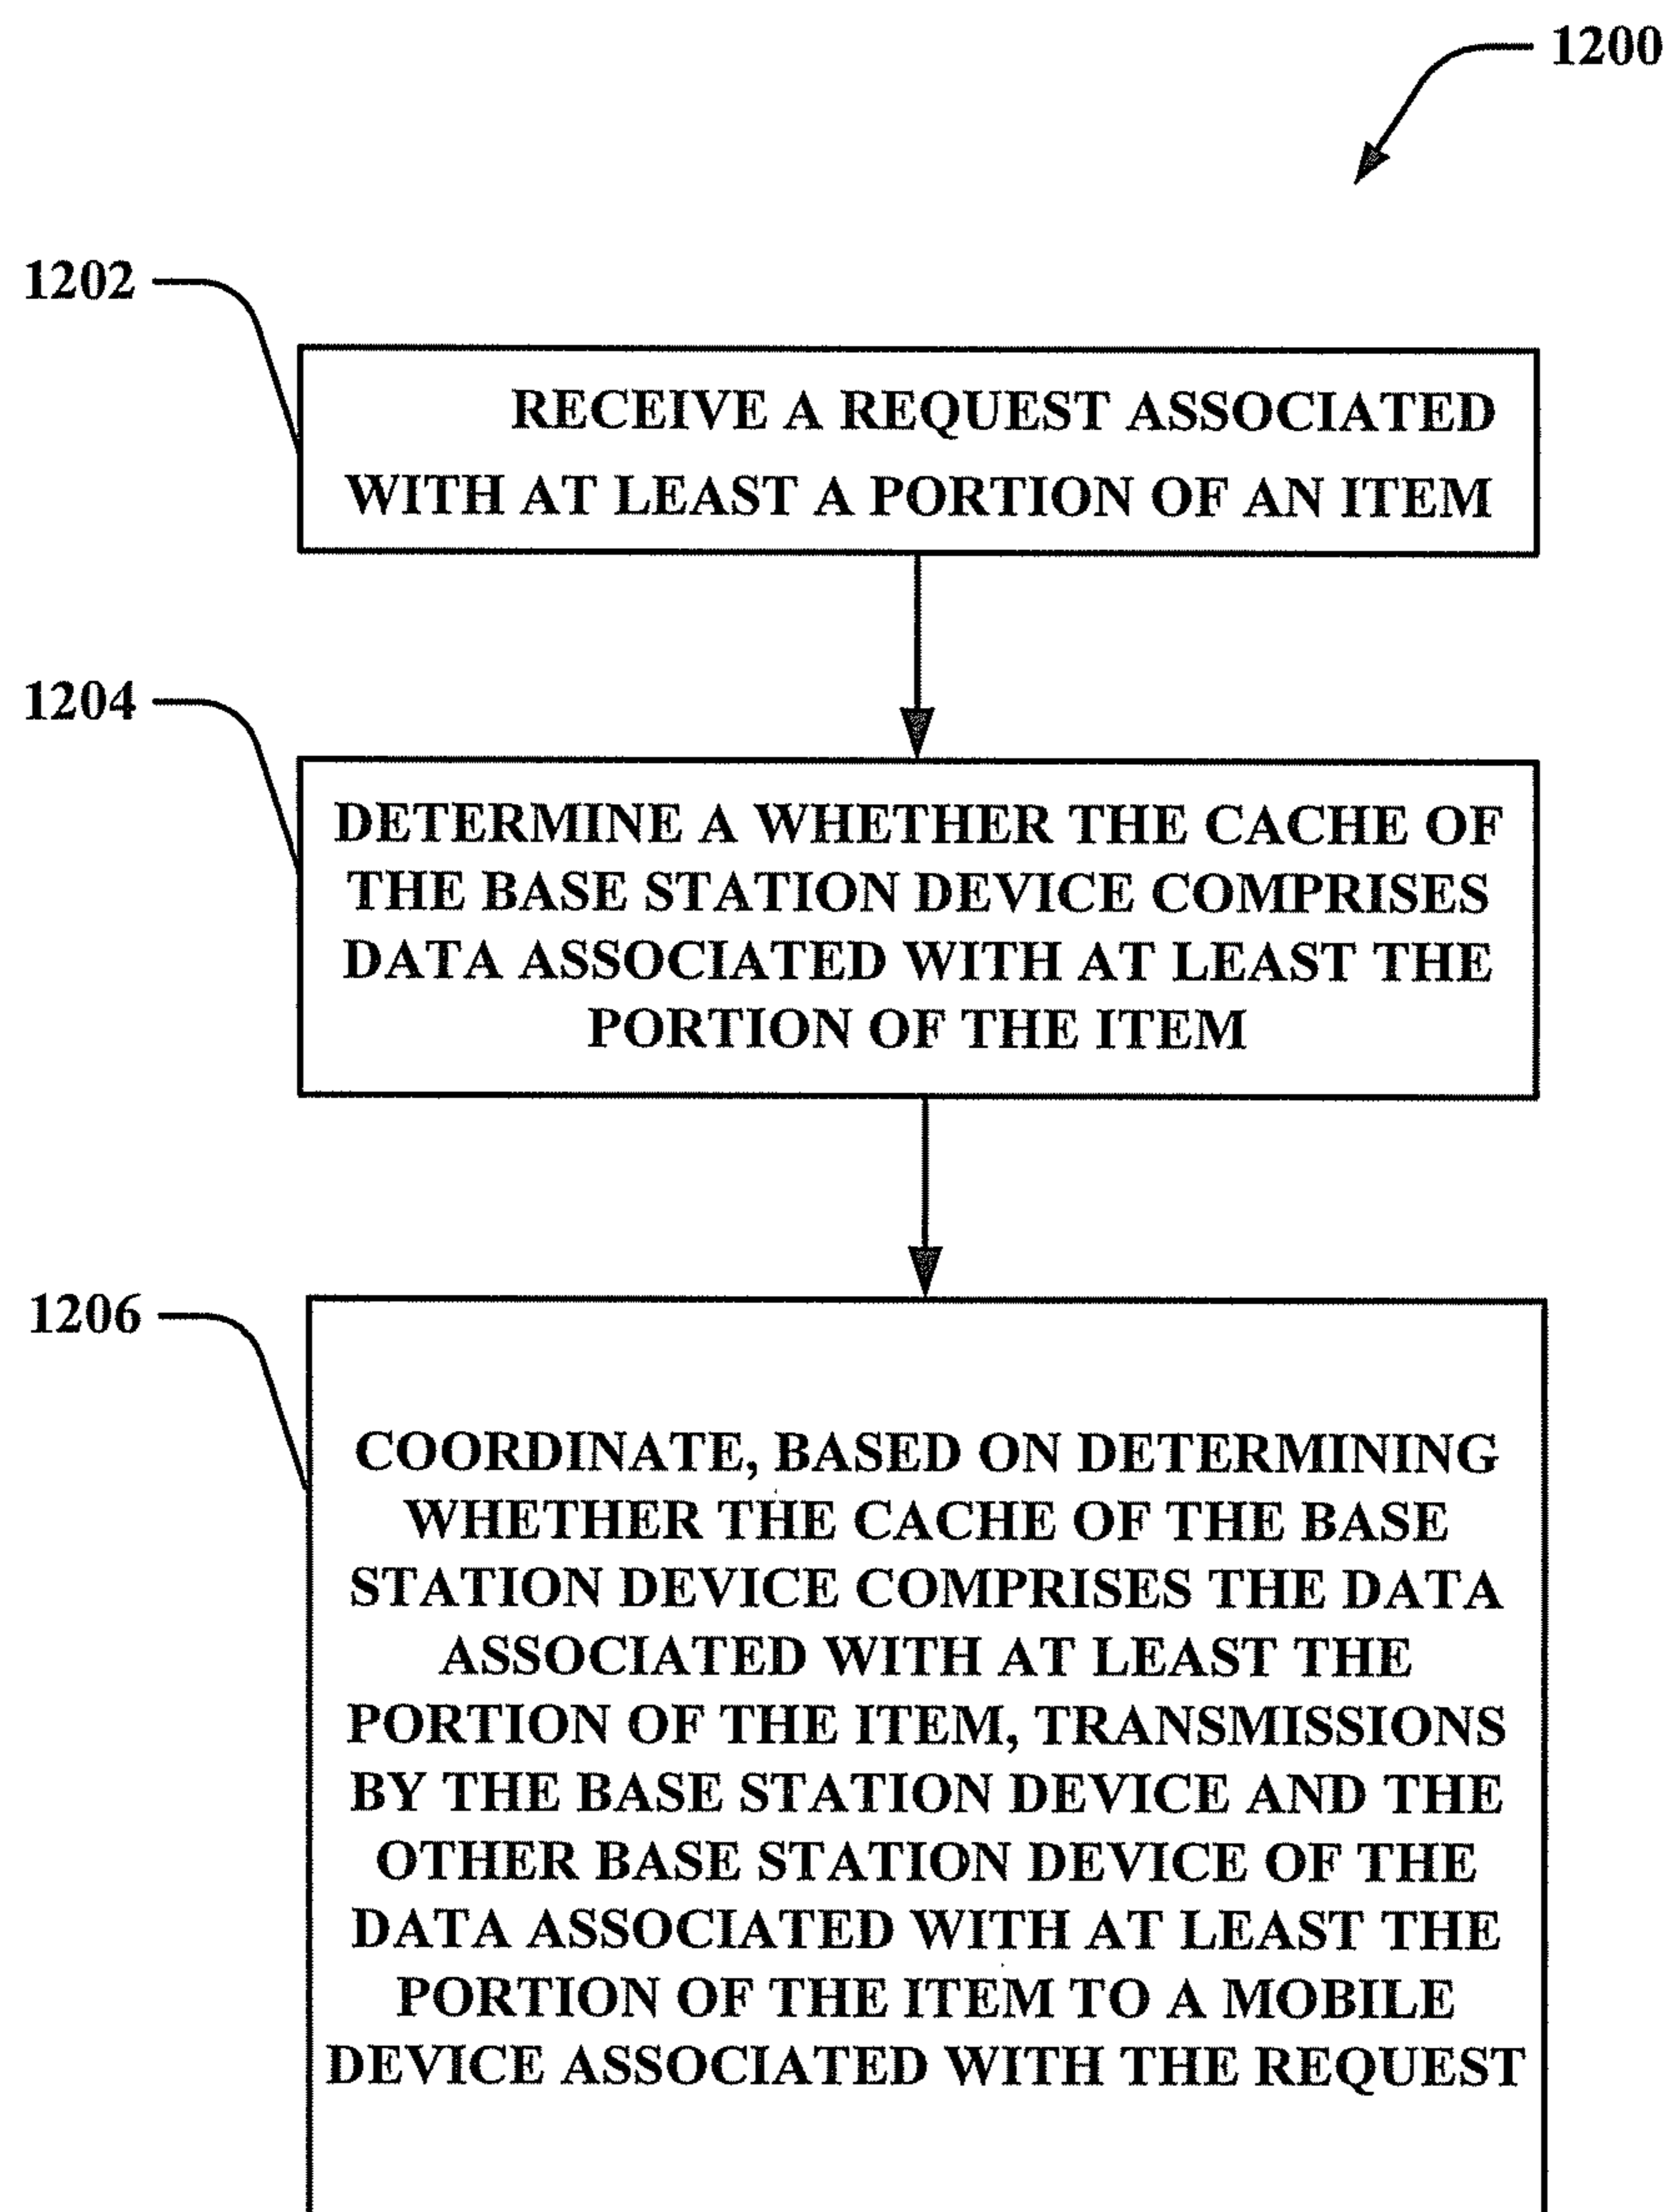 1200
1202
RECEIVE A REQUEST ASSOCIATED
WITH AT LEAST A PORTION OF AN ITEM
1204
DETERMINE A WHETHER THE CACHE OF
THE BASE STATION DEVICE COMPRISES
DATA ASSOCIATED WITH AT LEAST THE
PORTION OF THE ITEM
1206
COORDINATE, BASED ON DETERMINING
WHETHER THE CACHE OF THE BASE
STATION DEVICE COMPRISES THE DATA
ASSOCIATED WITH AT LEAST THE
PORTION OF THE ITEM, TRANSMISSIONS
BY THE BASE STATION DEVICE AND THE
OTHER BASE STATION DEVICE OF THE
DATA ASSOCIATED WITH AT LEAST THE
PORTION OF THE ITEM TO A MOBILE
DEVICE ASSOCIATED WITH THE REQUEST